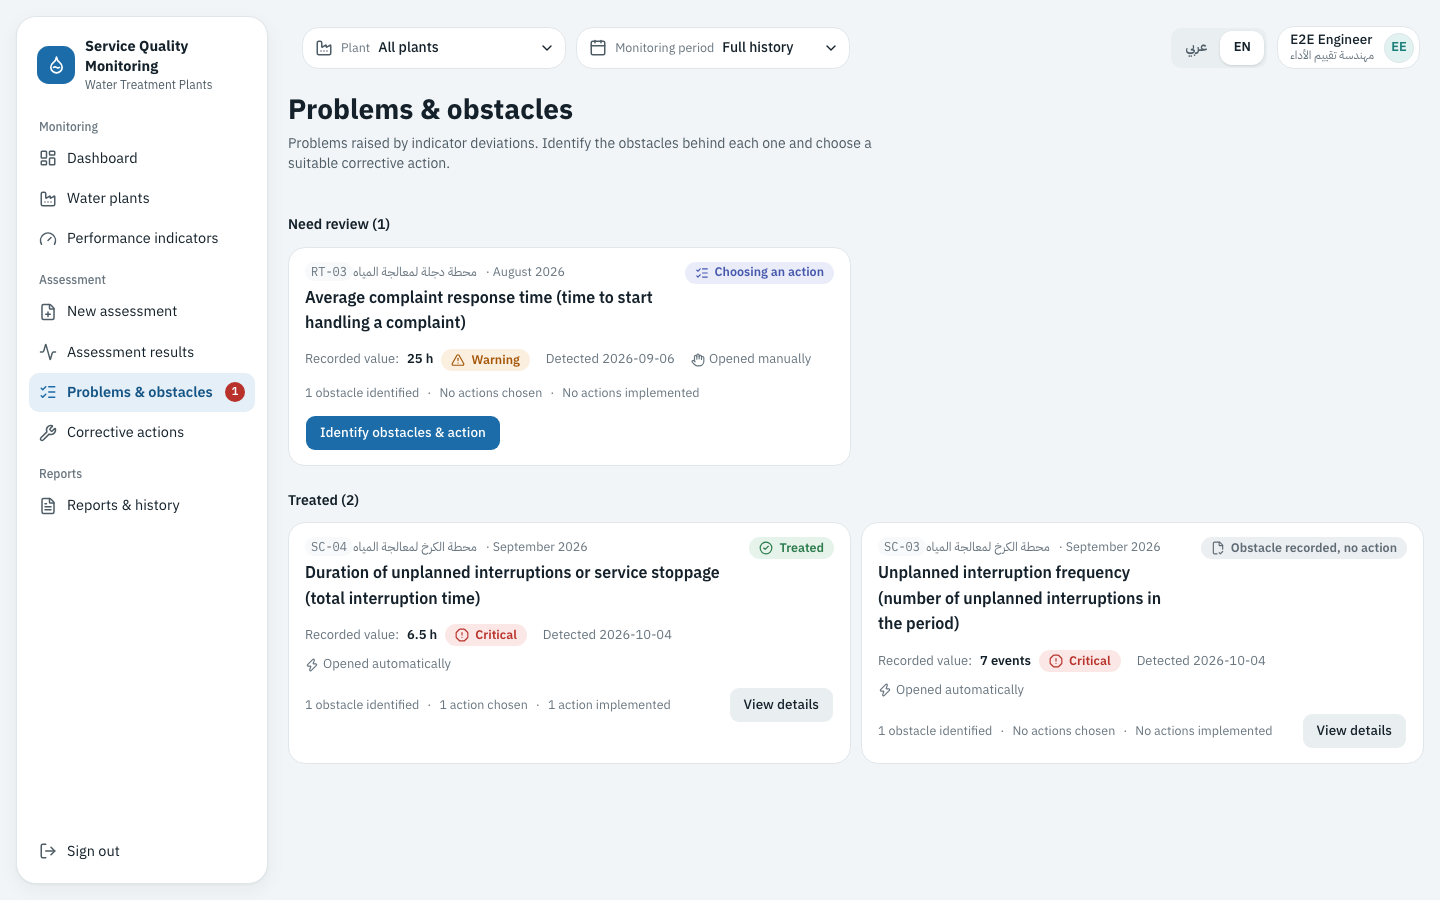 Service Quality
Monitoring
Water Treatment Plants
Monitoring
Dashboard
Water plants
Performance indicators
Assessment
New assessment
Assessment results
Problems & obstacles 1
Corrective actions
Reports
Reports & history
Sign out
Plant All plants
Monitoring period Full history
عربي EN
E2E Engineer
مهندسة تقييم الأداء
EE
Problems & obstacles
Problems raised by indicator deviations. Identify the obstacles behind each one and choose a
suitable corrective action.
Need review (1)
RT-03 محطة دجلة لمعالجة المياه · August 2026
Choosing an action
Average complaint response time (time to start
handling a complaint)
Recorded value: 25 h Warning Detected 2026-09-06 Opened manually
1 obstacle identified · No actions chosen · No actions implemented
Identify obstacles & action
Treated (2)
SC-04 محطة الكرخ لمعالجة المياه · September 2026
Treated
Duration of unplanned interruptions or service stoppage
(total interruption time)
Recorded value: 6.5 h Critical Detected 2026-10-04
Opened automatically
1 obstacle identified · 1 action chosen · 1 action implemented
View details
SC-03 محطة الكرخ لمعالجة المياه · September 2026
Obstacle recorded, no action
Unplanned interruption frequency
(number of unplanned interruptions in
the period)
Recorded value: 7 events Critical Detected 2026-10-04
Opened automatically
1 obstacle identified · No actions chosen · No actions implemented
View details